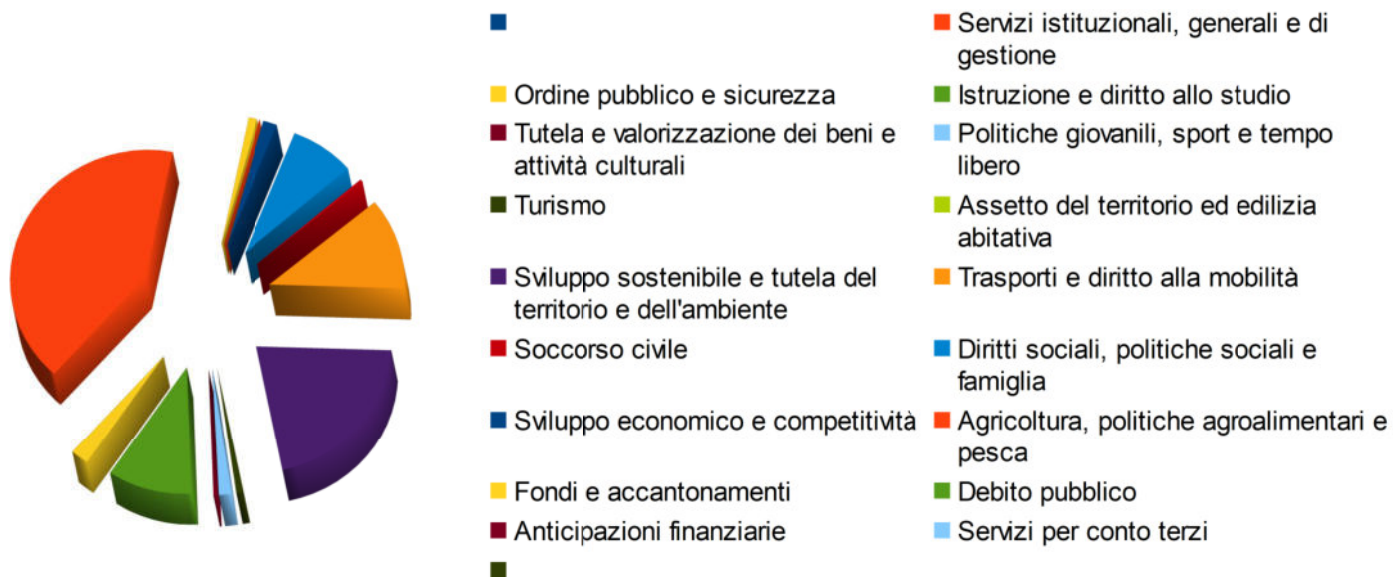 Servizi istituzionali, generali e di
gestione
Ordine pubblico e sicurezza
Istruzione e diritto allo studio
Tutela e valorizzazione dei beni e
attività culturali
Politiche giovanili, sport e tempo
libero
Turismo
Assetto del territorio ed edilizia
abitativa
Sviluppo sostenibile e tutela del
territorio e dell'ambiente
Trasporti e diritto alla mobilità
Soccorso civile
Diritti sociali, politiche sociali e
famiglia
Sviluppo economico e competitività
Agricoltura, politiche agroalimentari e
pesca
Fondi e accantonamenti
Debito pubblico
Anticipazioni finanziarie
Servizi per conto terzi